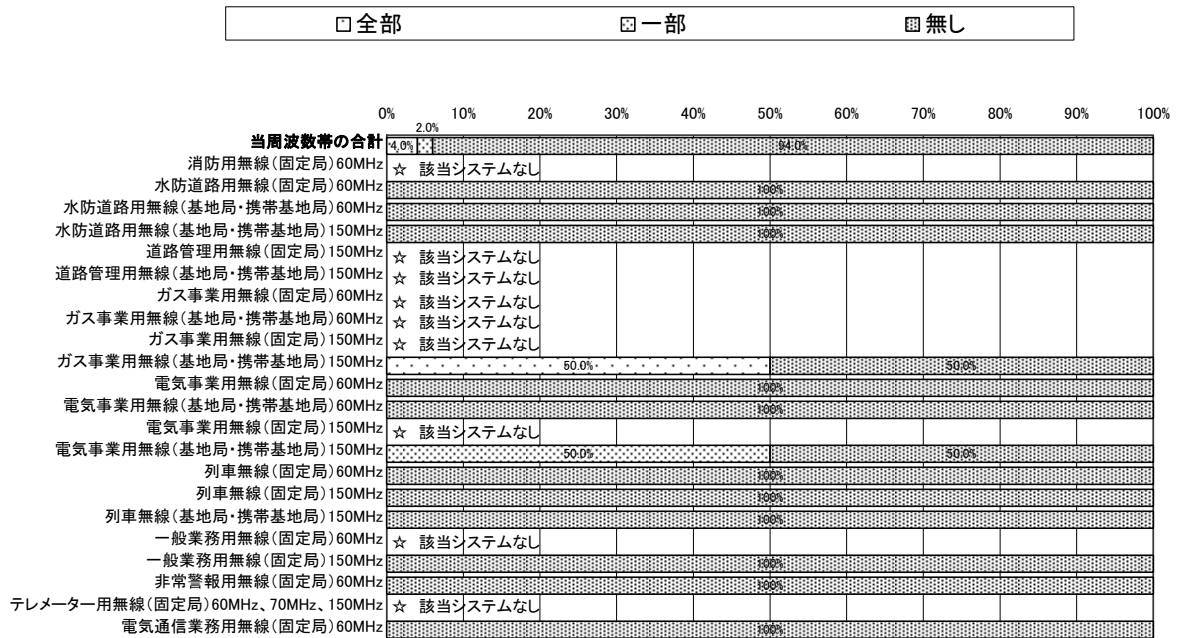 全部 一部 無し
0% 10% 20% 30% 40% 50% 60% 70% 80% 90% 100%
2.0%
当周波数帯の合計 4.0% 94.0%
消防用無線(固定局)60MHz ☆ 該当システムなし
水防道路用無線(固定局)60MHz 100%
水防道路用無線(基地局・携帯基地局)60MHz 100%
水防道路用無線(基地局・携帯基地局)150MHz 100%
道路管理用無線(固定局)150MHz ☆ 該当システムなし
道路管理用無線(基地局・携帯基地局)150MHz ☆ 該当システムなし
ガス事業用無線(固定局)60MHz ☆ 該当システムなし
ガス事業用無線(基地局・携帯基地局)60MHz ☆ 該当システムなし
ガス事業用無線(固定局)150MHz ☆ 該当システムなし
ガス事業用無線(基地局・携帯基地局)150MHz 50.0% 50.0%
電気事業用無線(固定局)60MHz 100%
電気事業用無線(基地局・携帯基地局)60MHz 100%
電気事業用無線(固定局)150MHz ☆ 該当システムなし
電気事業用無線(基地局・携帯基地局)150MHz 50.0% 50.0%
列車無線(固定局)60MHz 100%
列車無線(固定局)150MHz 100%
列車無線(基地局・携帯基地局)150MHz 100%
一般業務用無線(固定局)60MHz ☆ 該当システムなし
一般業務用無線(固定局)150MHz 100%
非常警報用無線(固定局)60MHz 100%
テレメーター用無線(固定局)60MHz、70MHz、150MHz ☆ 該当システムなし
電気通信業務用無線(固定局)60MHz 100%